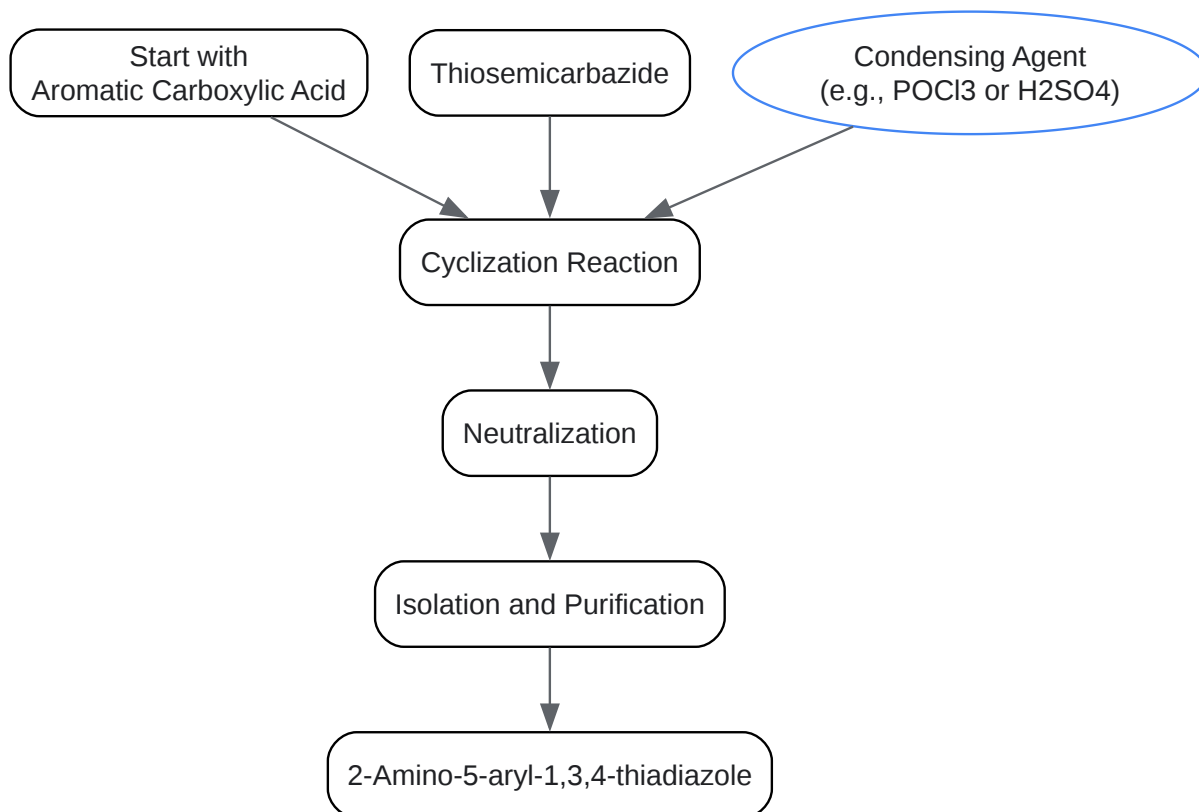 Start with
Aromatic Carboxylic Acid
Thiosemicarbazide
Condensing Agent
(e.g., POCl3 or H2SO4)
Cyclization Reaction
Neutralization
Isolation and Purification
2-Amino-5-aryl-1,3,4-thiadiazole